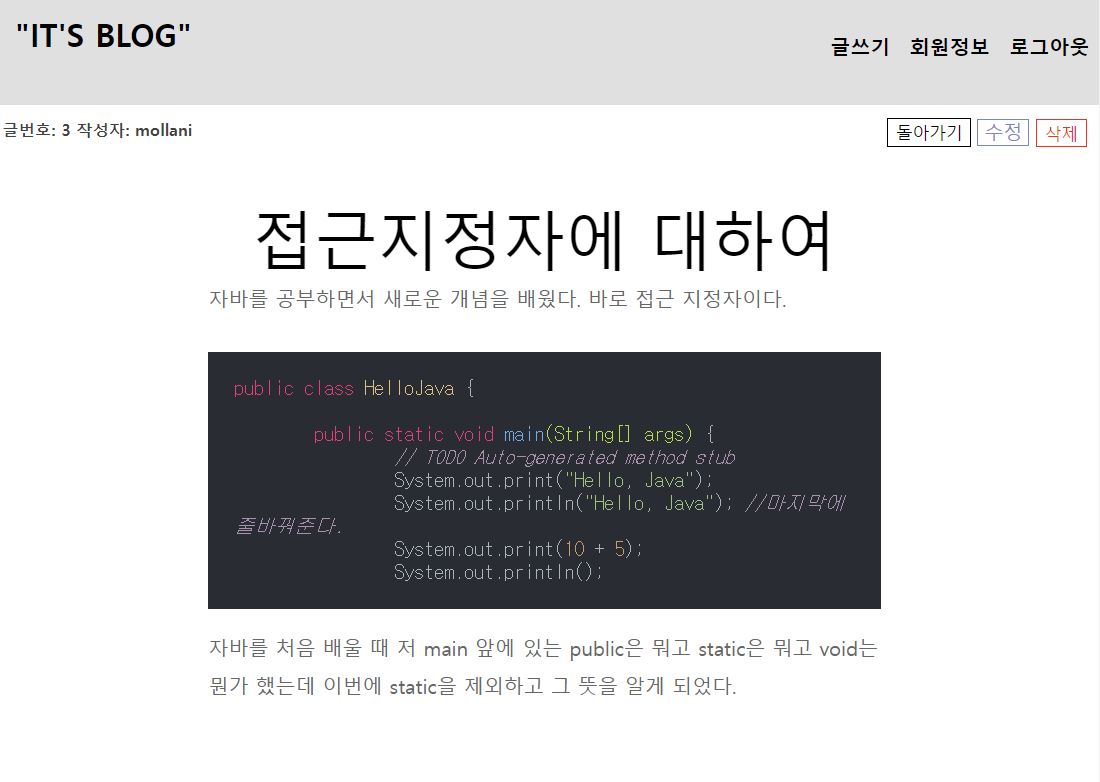 "IT'S BLOG"
글쓰기 회원정보 로그아웃
글번호: 3 작성자: mollani
돌아가기 수정 삭제
접근지정자에 대하여
자바를 공부하면서 새로운 개념을 배웠다. 바로 접근 지정자이다.
public class HelloJava {
public static void main(String[] args) {
// TODO Auto-generated method stub
System.out.print("Hello, Java");
System.out.println("Hello, Java"); //마지막에
줄바꿔준다.
System.out.print(10 + 5);
System.out.println();
자바를 처음 배울 때 저 main 앞에 있는 public은 뭐고 static은 뭐고 void는
뭔가 했는데 이번에 static을 제외하고 그 뜻을 알게 되었다.